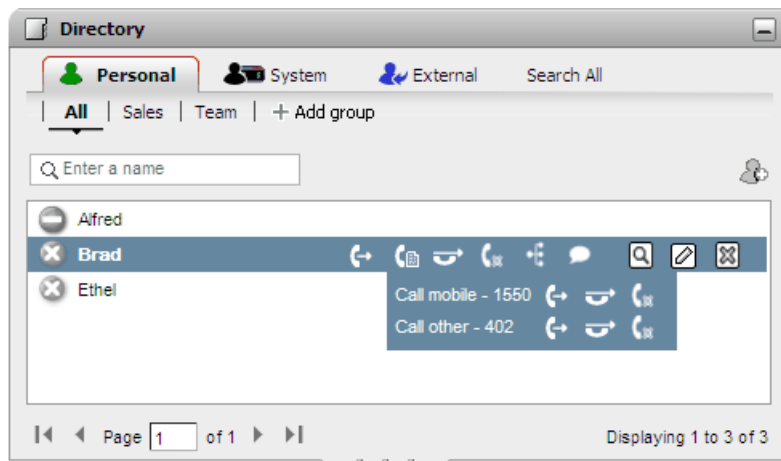 Directory
Personal System External Search All
All | Sales | Team | + Add group
Enter a name
Alfred
Brad
Ethel
Call mobile - 1550
Call other - 402
Page 1 of 1 Displaying 1 to 3 of 3